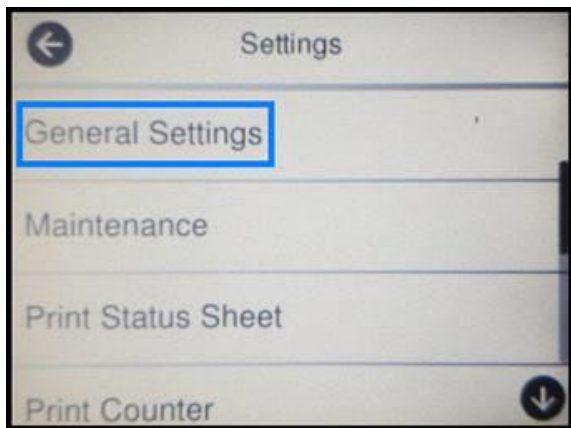 Settings
General Settings
Maintenance
Print Status Sheet
Print Counter